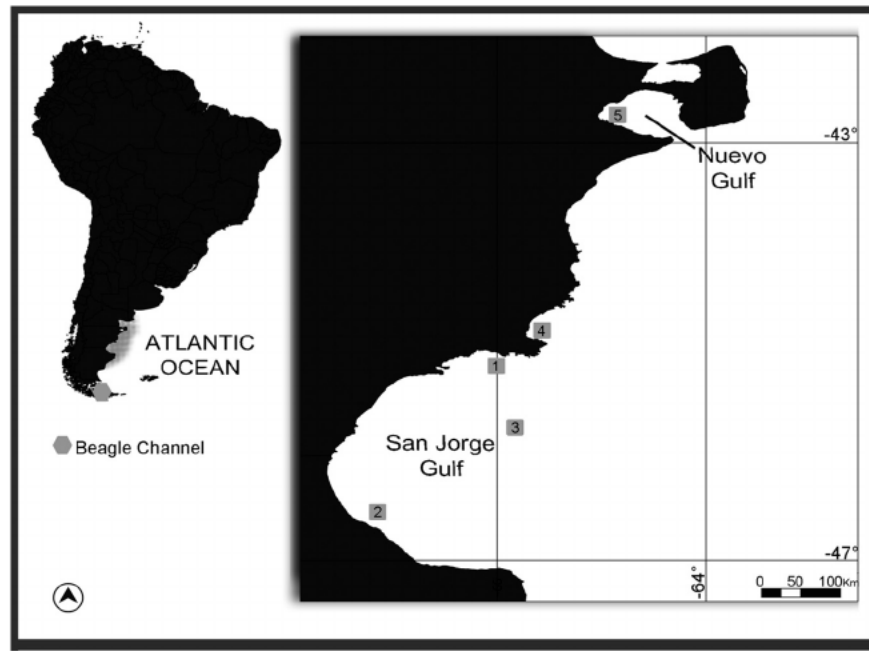 ATLANTIC
OCEAN
Beagle Channel
5
-43°
Nuevo
Gulf
4
1
3
San Jorge
Gulf
2
-47°
-64°
0 50 100Km